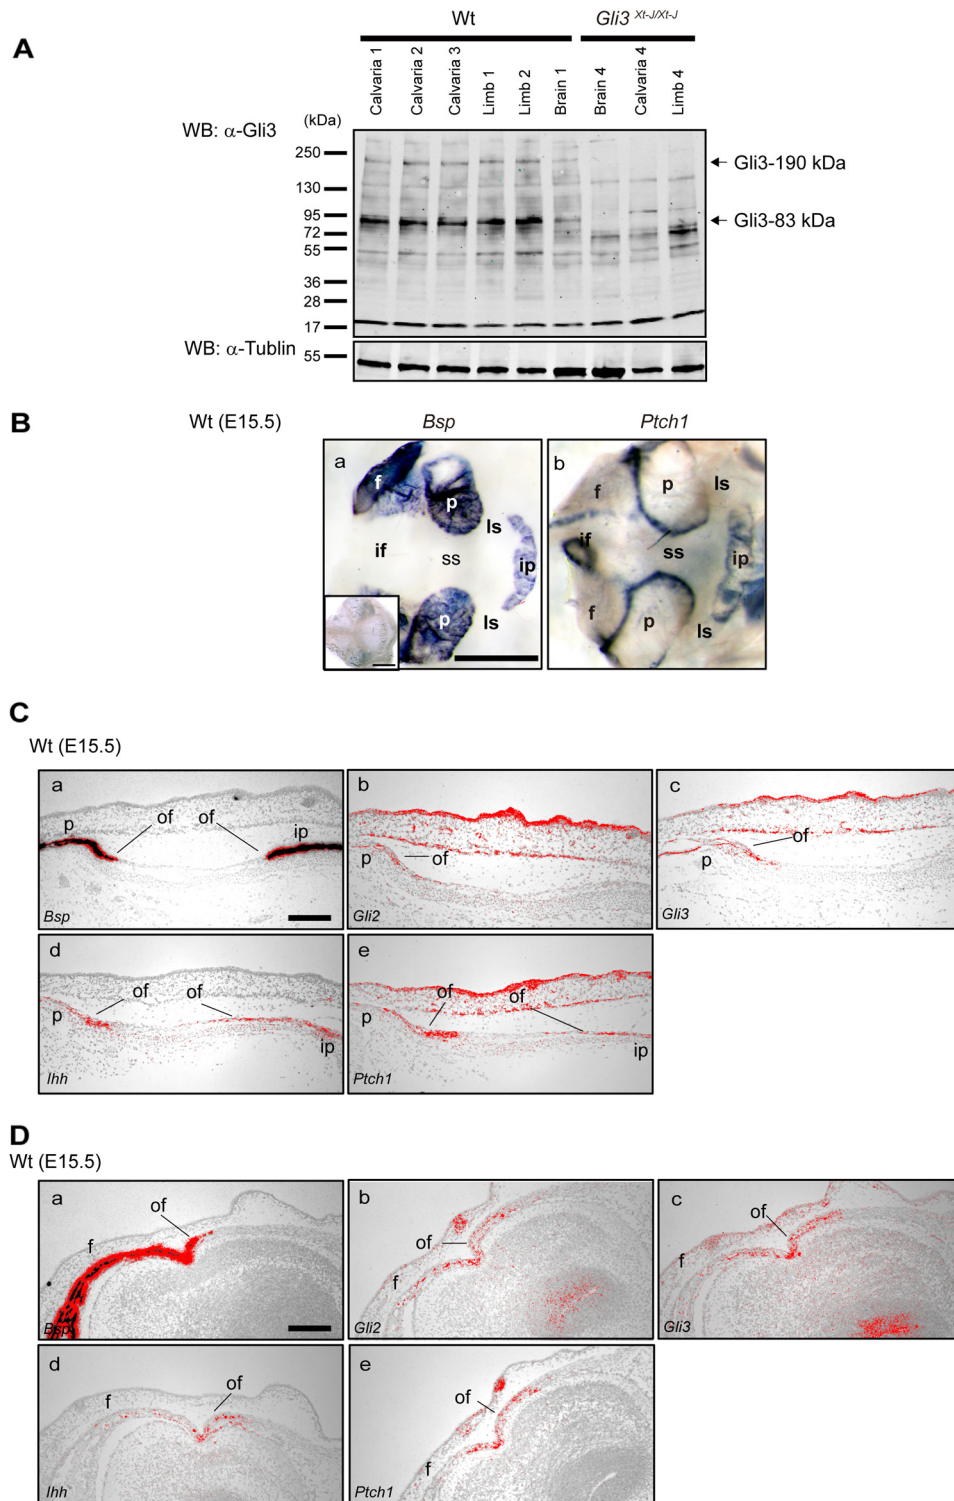 A
Wt
Gli3 Xt-J/Xt-J
Calvaria 1
Calvaria 2
Calvaria 3
Limb 1
Limb 2
Brain 1
Brain 4
Calvaria 4
Limb 4
WB: α-Gli3
(kDa)
250
130
95
72
55
36
28
17
Gli3-190 kDa
Gli3-83 kDa
WB: α-Tublin
55
B
Wt (E15.5)
Bsp
Ptch1
a
f
p
ls
if
ss
ip
p
ls
b
f
p
ls
if
ss
ip
f
p
ls
C
Wt (E15.5)
a
p
of
of
ip
Bsp
b
p
of
Gli2
c
of
p
Gli3
d
of
of
p
ip
Ihh
e
of
of
p
ip
Ptch1
D
Wt (E15.5)
a
of
f
Bsp
b
of
f
Gli2
c
of
f
Gli3
d
f
of
Ihh
e
of
f
Ptch1